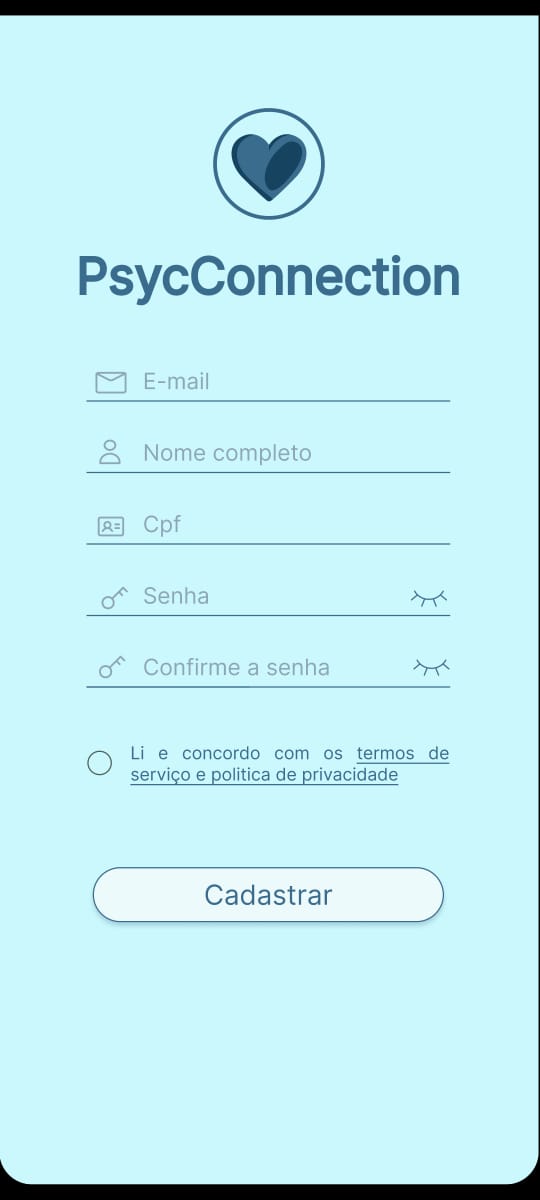 PsycConnection
E-mail
Nome completo
Cpf
Senha
Confirme a senha
Li e concordo com os termos de
serviço e politica de privacidade
Cadastrar